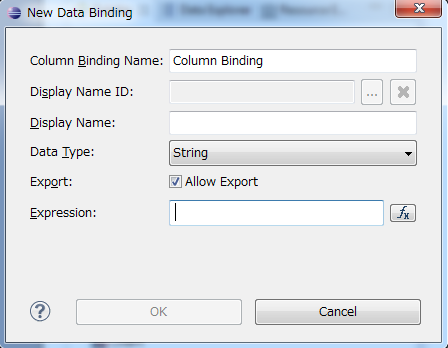 New Data Binding
Column Binding Name: Column Binding
Display Name ID: ...
Display Name:
Data Type: String
Export: Allow Export
Expression: fx
? OK Cancel